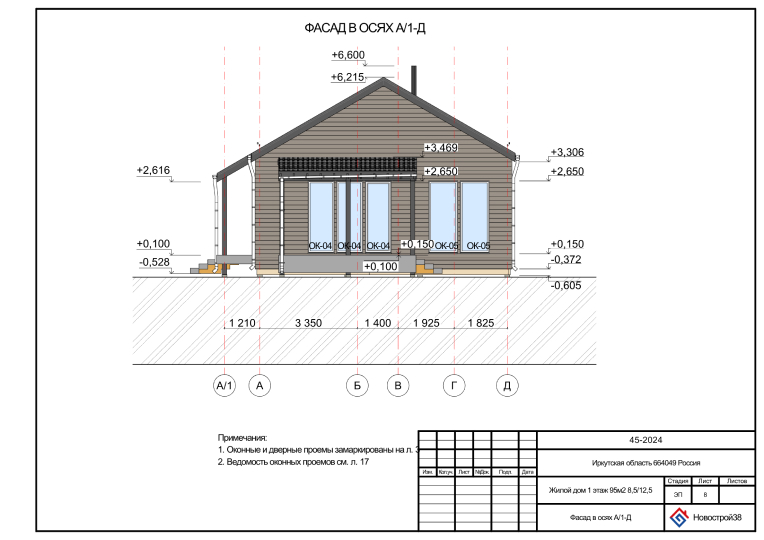 ФАСАД В ОСЯХ А/1-Д
+6,600
+6,215
+3,469
+3,306
+2,616
+2,650
+2,650
ОК-04 ОК-04 ОК-04 ОК-05 ОК-05
+0,150
+0,100
+0,150
+0,100
-0,528
-0,372
-0,605
1 210 3 350 1 400 1 925 1 825
А/1 А Б В Г Д
Примечания:
1. Оконные и дверные проемы замаркированы на л.
2. Ведомость оконных проемов см. л. 17
45-2024
Иркутская область 664049 Россия
Изм. Кол.уч. Лист №Док. Подп. Дата
Жилой дом 1 этаж 95м2 8,5/12,5
Стадия Лист Листов
ЭП 8
Фасад в осях А/1-Д
Новострой38